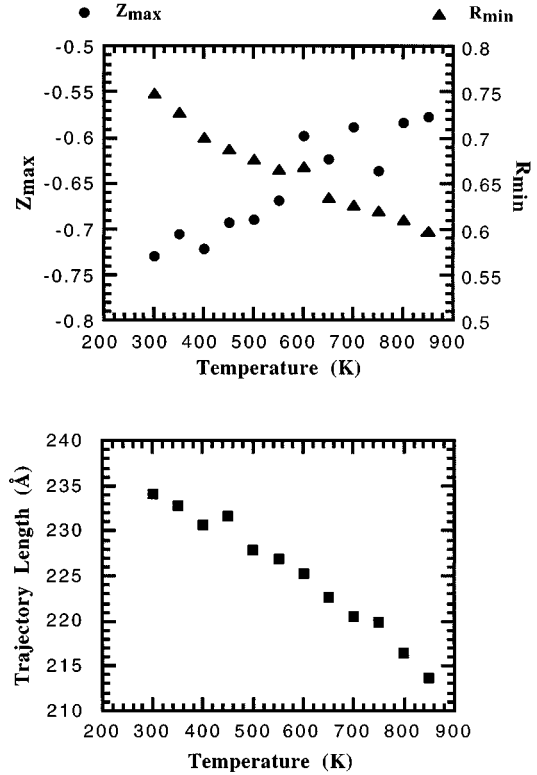 Zmax Rmin
-0.5 0.8
-0.55 0.75
-0.6 0.7
-0.65 0.65
-0.7 0.6
-0.75 0.55
-0.8 0.5
Zmax
Rmin
200 300 400 500 600 700 800 900
Temperature (K)
240
235
230
225
220
215
210
Trajectory Length (Å)
200 300 400 500 600 700 800 900
Temperature (K)